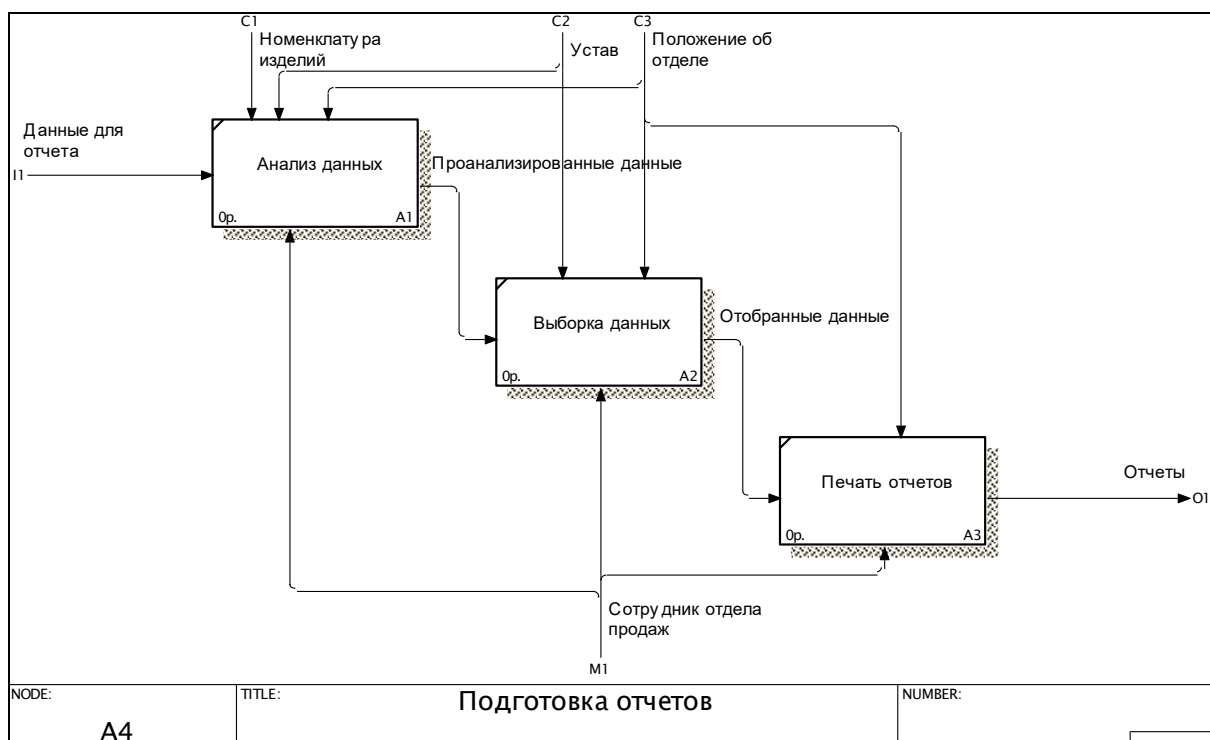 C1
C2
C3
Номенклатура
изделий
Устав
Положение об
отделе
Данные для
отчета
I1
Анализ данных
0р.
A1
Проанализированные данные
Выборка данных
0р.
A2
Отобранные данные
Печать отчетов
0р.
A3
Отчеты
O1
Сотрудник отдела
продаж
M1
NODE:
A4
TITLE:
Подготовка отчетов
NUMBER: